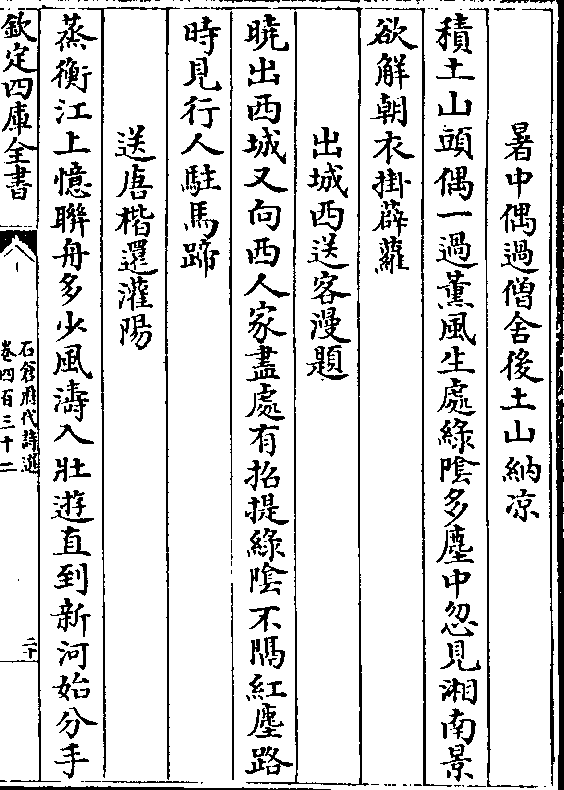 暑中偶過僧舍後土山納凉
積土山頭偶一過薰風生處綠陰多塵中忽見湘南景
欲解朝衣掛薜蘿
出城西送客漫題
曉出西城又向西人家盡處有招提綠陰不隔紅塵路
時見行人駐馬蹄
送唐楷還灌陽
蒸衡江上憶聯舟多少風濤入壯遊直到新河始分手
欽定四庫全書
石倉歷代詩選
卷四百三十二
二十